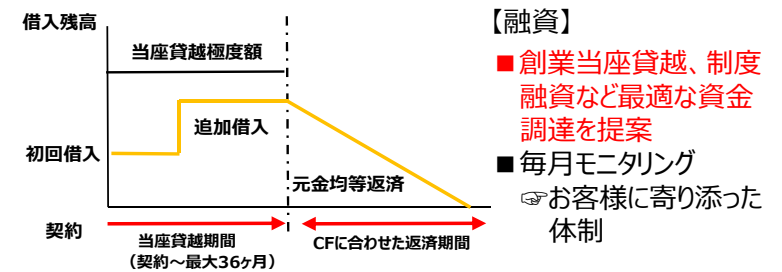 借入残高
当座貸越極度額
追加借入
初回借入
元金均等返済
契約
当座貸越期間
（契約～最大36ヶ月）
CFに合わせた返済期間
【融資】
■創業当座貸越、制度
融資など最適な資金
調達を提案
■毎月モニタリング
☞お客様に寄り添った
体制